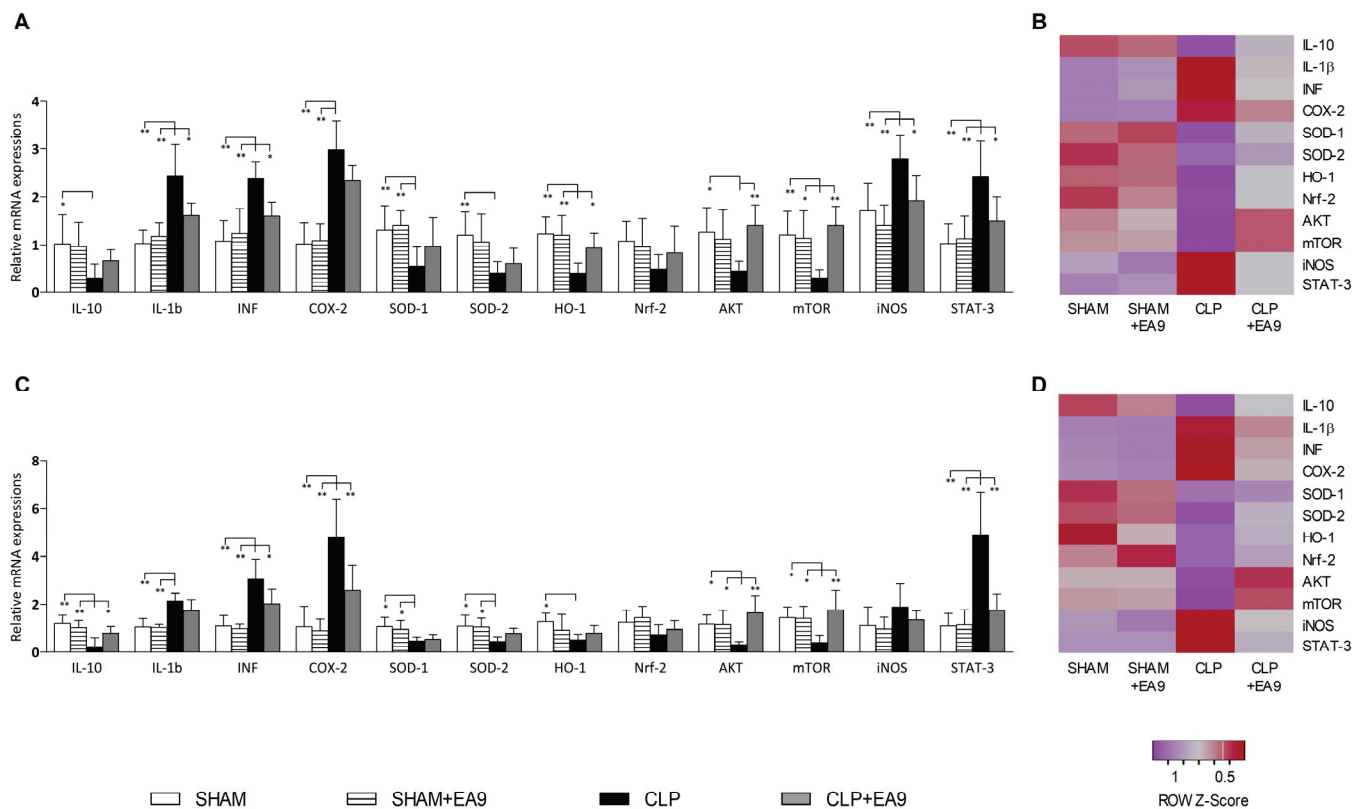 A
B
Relative mRNA expressions
4
3
2
1
0
** ** * ** ** * ** ** ** ** * ** ** * ** ** *
* ** ** ** ** ** * * ** ** * **
IL-10 IL-1b INF COX-2 SOD-1 SOD-2 HO-1 Nrf-2 AKT mTOR iNOS STAT-3
IL-10
IL-1β
INF
COX-2
SOD-1
SOD-2
HO-1
Nrf-2
AKT
mTOR
iNOS
STAT-3
SHAM SHAM CLP CLP
+EA9 +EA9
C
D
Relative mRNA expressions
8
6
4
2
0
** ** ** ** ** **
** ** *
** ** * ** ** * * * * * * * ** * * **
IL-10 IL-1b INF COX-2 SOD-1 SOD-2 HO-1 Nrf-2 AKT mTOR iNOS STAT-3
IL-10
IL-1β
INF
COX-2
SOD-1
SOD-2
HO-1
Nrf-2
AKT
mTOR
iNOS
STAT-3
SHAM SHAM CLP CLP
+EA9 +EA9
1 0.5
ROW Z-Score
SHAM SHAM+EA9 CLP CLP+EA9